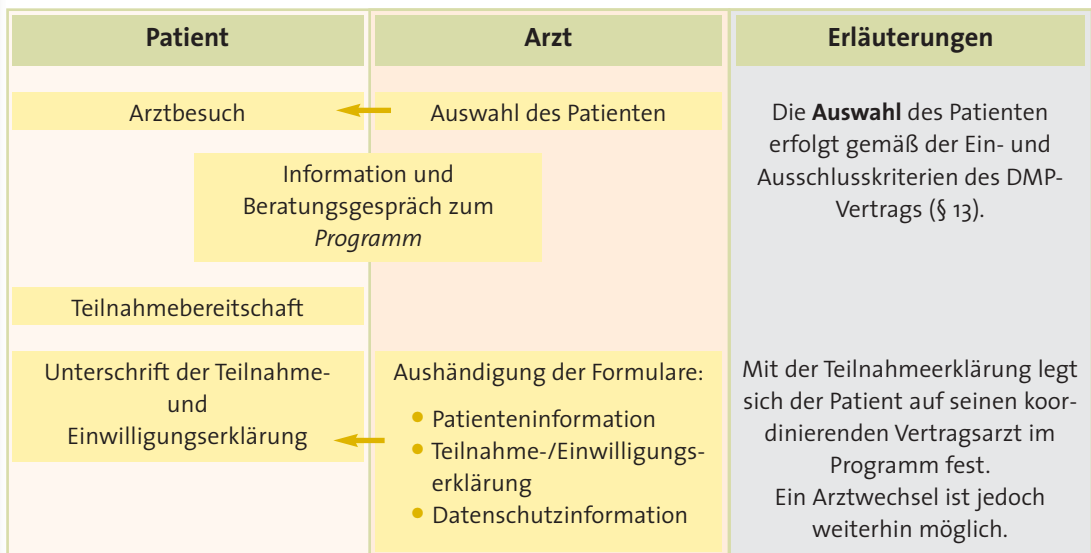 Patient
Arzt
Erläuterungen
Arztbesuch
Auswahl des Patienten
Die Auswahl des Patienten
erfolgt gemäß der Ein- und
Ausschlusskriterien des DMP-
Vertrags (§ 13).
Information und
Beratungsgespräch zum
Programm
Teilnahmebereitschaft
Unterschrift der Teilnahme-
und
Einwilligungserklärung
Aushändigung der Formulare:
• Patienteninformation
• Teilnahme-/Einwilligungs-
erklärung
• Datenschutzinformation
Mit der Teilnahmeerklärung legt
sich der Patient auf seinen koor-
dinierenden Vertragsarzt im
Programm fest.
Ein Arztwechsel ist jedoch
weiterhin möglich.